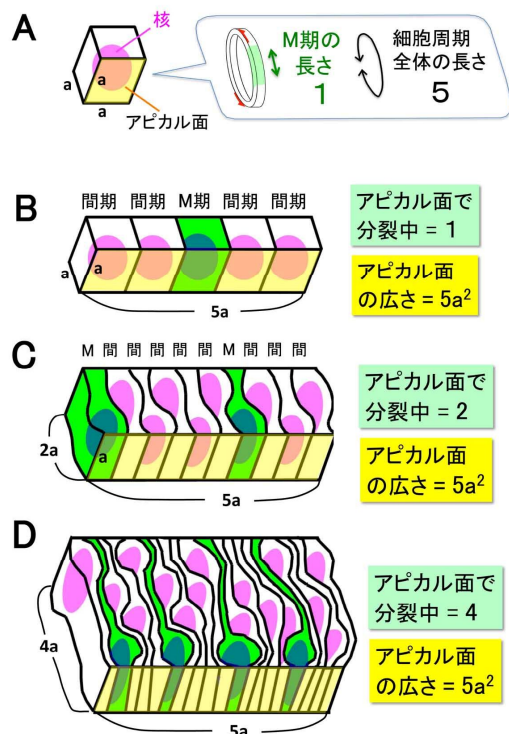 A
核
a
a
アピカル面
M期の
長さ
1
細胞周期
全体の長さ
5
B
間期 間期 M期 間期 間期
a
a
5a
アピカル面で
分裂中 = 1
アピカル面
の広さ = 5a²
C
M 間 間 間 間 間 M 間 間 間
2a
a
5a
アピカル面で
分裂中 = 2
アピカル面
の広さ = 5a²
D
4a
5a
アピカル面で
分裂中 = 4
アピカル面
の広さ = 5a²